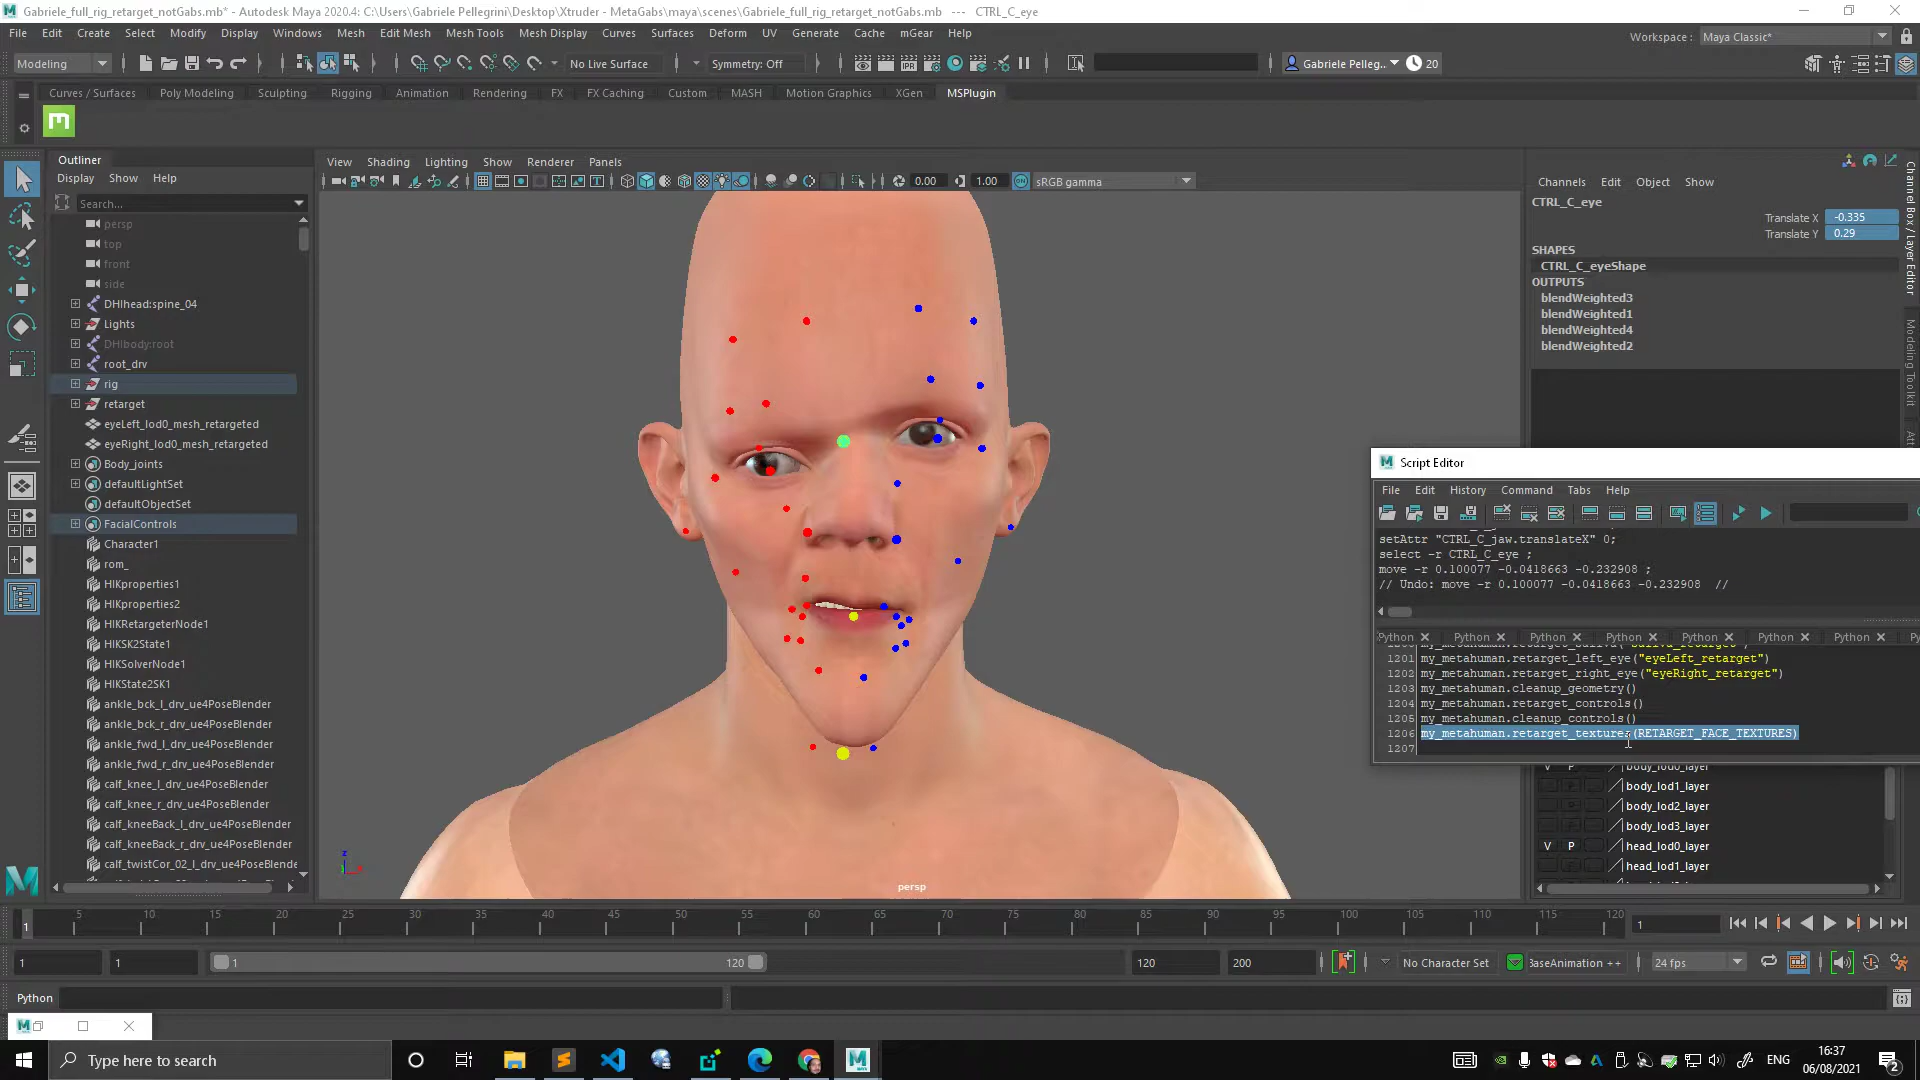 Gabriele_full_rig_retarget_notGabs.mb* - Autodesk Maya 2020.4: C:\Users\Gabriele Pellegrini\Desktop\Xtruder - MetaGabs\maya\scenes\Gabriele_full_rig_retarget_notGabs.mb --- CTRL_C_eye
File Edit Create Select Modify Display Windows Mesh Edit Mesh Mesh Tools Mesh Display Curves Surfaces Deform UV Generate Cache Arnold mGear Help
Workspace : Maya Classic*
Modeling No Live Surface Symmetry: Off Gabriele Pelleg.. 20
Curves / Surfaces Poly Modeling Sculpting Rigging Animation Rendering FX FX Caching Custom MASH Motion Graphics XGen MSPlugin
Outliner
Display Show Help
Search...
persp
top
front
side
DHIhead:spine_04
Lights
DHIbody:root
root_drv
rig
retarget
eyeLeft_lod0_mesh_retargeted
eyeRight_lod0_mesh_retargeted
Body_joints
defaultLightSet
defaultObjectSet
FacialControls
Character1
rom_
HIKproperties1
HIKproperties2
HIKRetargeterNode1
HIKSK2State1
HIKSolverNode1
HIKState2SK1
ankle_bck_l_drv_ue4PoseBlender
ankle_bck_r_drv_ue4PoseBlender
ankle_fwd_l_drv_ue4PoseBlender
ankle_fwd_r_drv_ue4PoseBlender
calf_knee_l_drv_ue4PoseBlender
calf_knee_r_drv_ue4PoseBlender
calf_kneeBack_l_drv_ue4PoseBlender
calf_kneeBack_r_drv_ue4PoseBlender
calf_twistCor_02_l_drv_ue4PoseBlende
View Shading Lighting Show Renderer Panels
0.00 1.00 sRGB gamma
persp
Channels Edit Object Show
CTRL_C_eye
Translate X -0.335
Translate Y 0.29
SHAPES
CTRL_C_eyeShape
OUTPUTS
blendWeighted3
blendWeighted1
blendWeighted4
blendWeighted2
Channel Box / Layer Editor
Modeling Toolkit
Script Editor
File Edit History Command Tabs Help
setAttr "CTRL_C_jaw.translateX" 0;
select -r CTRL_C_eye ;
move -r 0.100077 -0.0418663 -0.232908 ;
// Undo: move -r 0.100077 -0.0418663 -0.232908 //
Python Python Python Python Python Python Python
1201 my_metahuman.retarget_left_eye("eyeLeft_retarget")
1202 my_metahuman.retarget_right_eye("eyeRight_retarget")
1203 my_metahuman.cleanup_geometry()
1204 my_metahuman.retarget_controls()
1205 my_metahuman.cleanup_controls()
1206 my_metahuman.retarget_textures(RETARGET_FACE_TEXTURES)
1207
V P body_lod0_layer
body_lod1_layer
body_lod2_layer
body_lod3_layer
V P head_lod0_layer
head_lod1_layer
5 10 15 20 25 30 35 40 45 50 55 60 65 70 75 80 85 90 95 100 105 110 115 120
1 1
1 1 1 120 120 200 No Character Set BaseAnimation ++ 24 fps
Python
Type here to search
ENG 16:37
06/08/2021 2